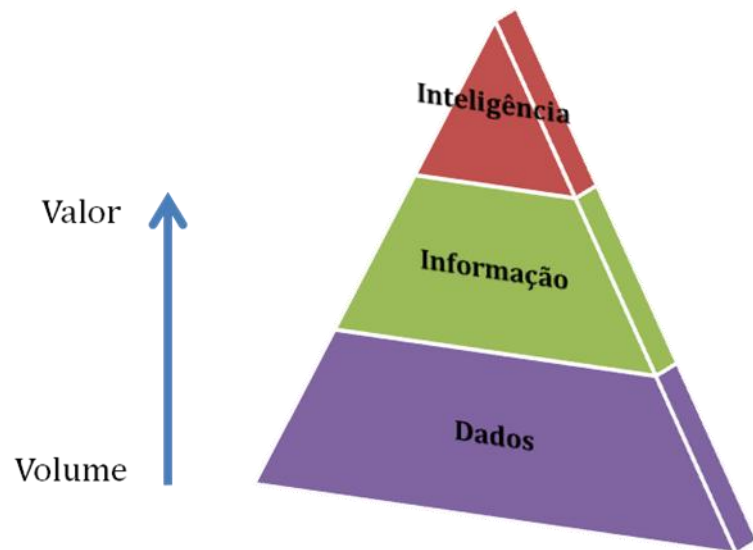 Inteligência
Valor
Informação
Dados
Volume